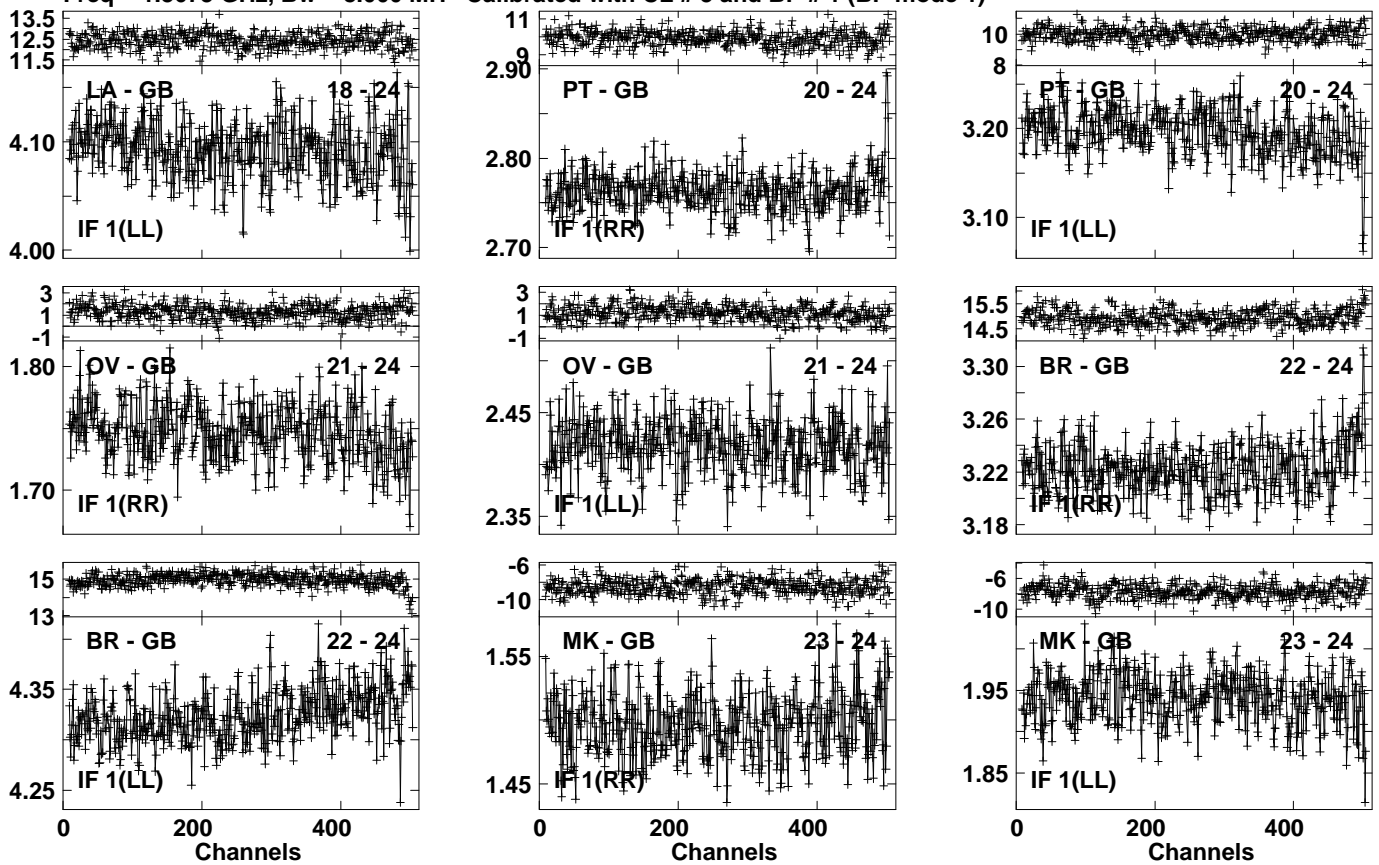 13.5
12.5
11.5
LA - GB 18 - 24
4.10
4.00
IF 1(LL)
11
9
2.90
PT - GB 20 - 24
2.80
2.70
IF 1(RR)
10
8
PT - GB 20 - 24
3.20
3.10
IF 1(LL)
3
1
-1
1.80
OV - GB 21 - 24
1.70
IF 1(RR)
3
1
-1
OV - GB 21 - 24
2.45
2.35
IF 1(LL)
15.5
14.5
3.30
BR - GB 22 - 24
3.26
3.22
3.18
IF 1(RR)
15
13
BR - GB 22 - 24
4.35
4.25
IF 1(LL)
0 200 400
Channels
-6
-10
MK - GB 23 - 24
1.55
1.45
IF 1(RR)
0 200 400
Channels
-6
-10
MK - GB 23 - 24
1.95
1.85
IF 1(LL)
0 200 400
Channels